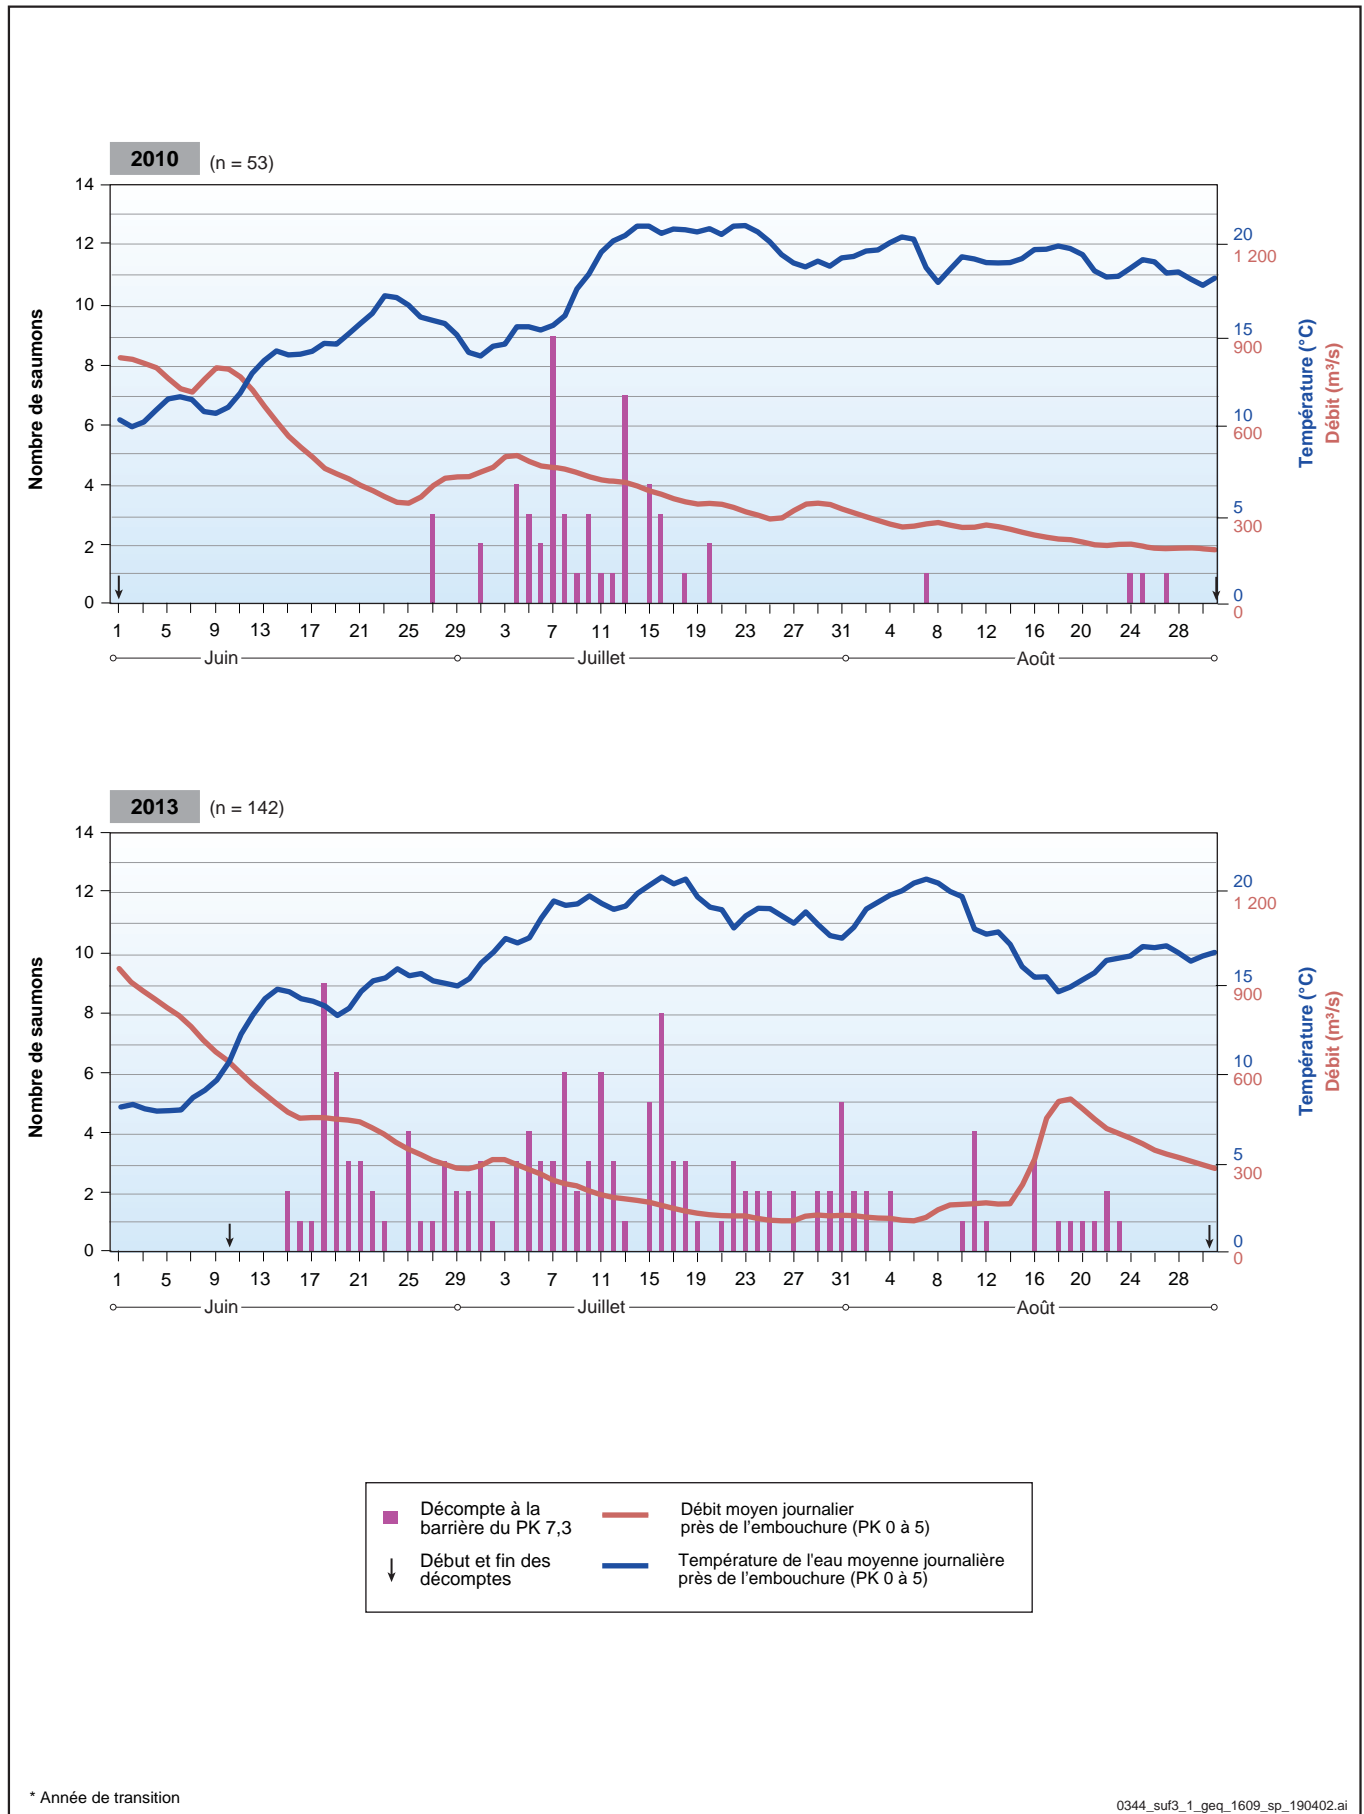 2010 (n = 53)
14
12
10
8
6
4
2
0
Nombre de saumons
20
1 200
15
900
10
600
5
300
0
0
Température (°C)
Débit (m³/s)
1 5 9 13 17 21 25 29 3 7 11 15 19 23 27 31 4 8 12 16 20 24 28
Juin Juillet Août
2013 (n = 142)
14
12
10
8
6
4
2
0
Nombre de saumons
20
1 200
15
900
10
600
5
300
0
0
Température (°C)
Débit (m³/s)
1 5 9 13 17 21 25 29 3 7 11 15 19 23 27 31 4 8 12 16 20 24 28
Juin Juillet Août
Décompte à la
barrière du PK 7,3
Débit moyen journalier
près de l'embouchure (PK 0 à 5)
Début et fin des
décomptes
Température de l'eau moyenne journalière
près de l'embouchure (PK 0 à 5)
* Année de transition
0344_suf3_1_geq_1609_sp_190402.ai